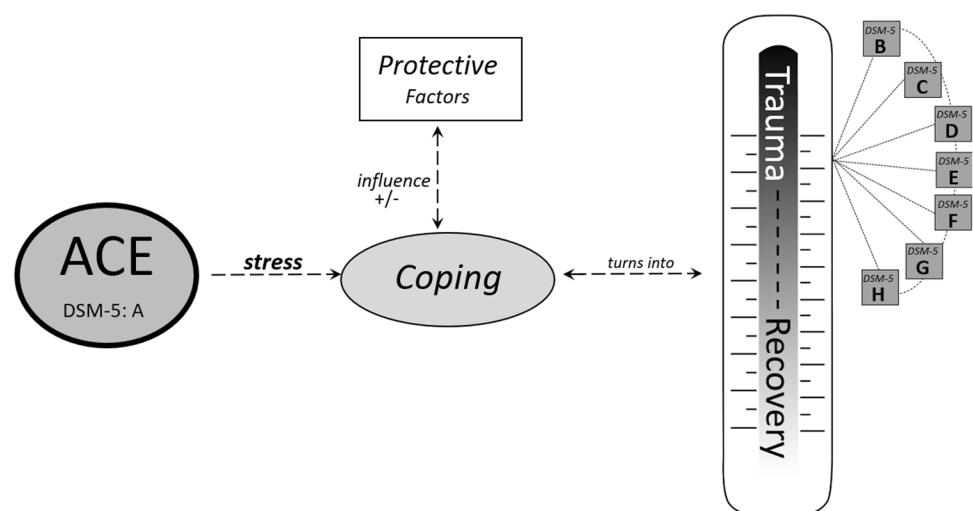 Protective
Factors
influence
+/-
ACE
DSM-5: A
stress
Coping
turns into
Trauma
Recovery
DSM-5
B
DSM-5
C
DSM-5
D
DSM-5
E
DSM-5
F
DSM-5
G
DSM-5
H